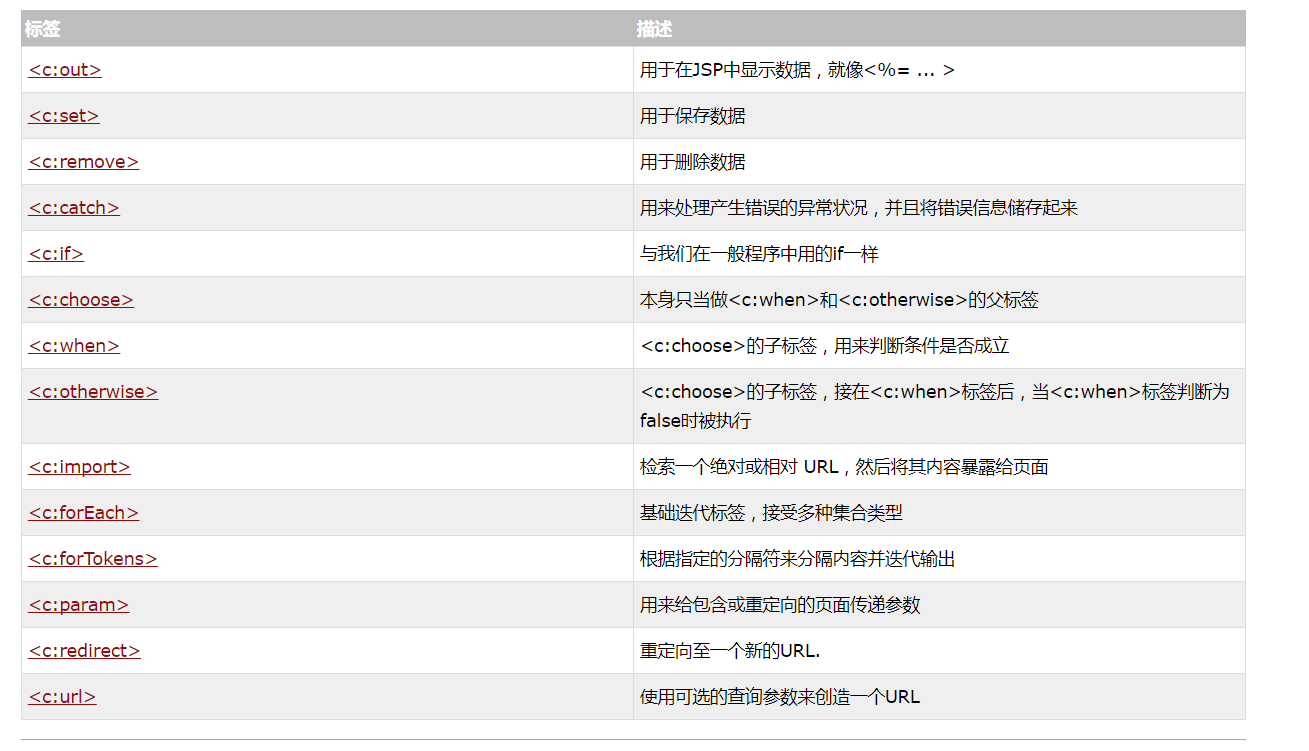 标签 描述
<c:out> 用于在JSP中显示数据，就像<%= ... >
<c:set> 用于保存数据
<c:remove> 用于删除数据
<c:catch> 用来处理产生错误的异常状况，并且将错误信息储存起来
<c:if> 与我们在一般程序中用的if一样
<c:choose> 本身只当做<c:when>和<c:otherwise>的父标签
<c:when> <c:choose>的子标签，用来判断条件是否成立
<c:otherwise> <c:choose>的子标签，接在<c:when>标签后，当<c:when>标签判断为
false时被执行
<c:import> 检索一个绝对或相对 URL，然后将其内容暴露给页面
<c:forEach> 基础迭代标签，接受多种集合类型
<c:forTokens> 根据指定的分隔符来分隔内容并迭代输出
<c:param> 用来给包含或重定向的页面传递参数
<c:redirect> 重定向至一个新的URL.
<c:url> 使用可选的查询参数来创造一个URL